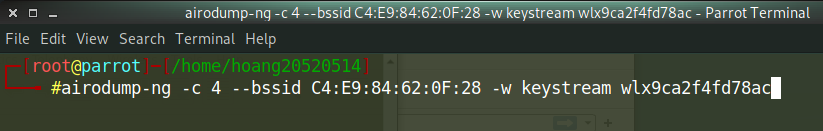 airodump-ng -c 4 --bssid C4:E9:84:62:0F:28 -w keystream wlx9ca2f4fd78ac - Parrot Terminal
File Edit View Search Terminal Help
[root@parrot]-[/home/hoang20520514]
#airodump-ng -c 4 --bssid C4:E9:84:62:0F:28 -w keystream wlx9ca2f4fd78ac